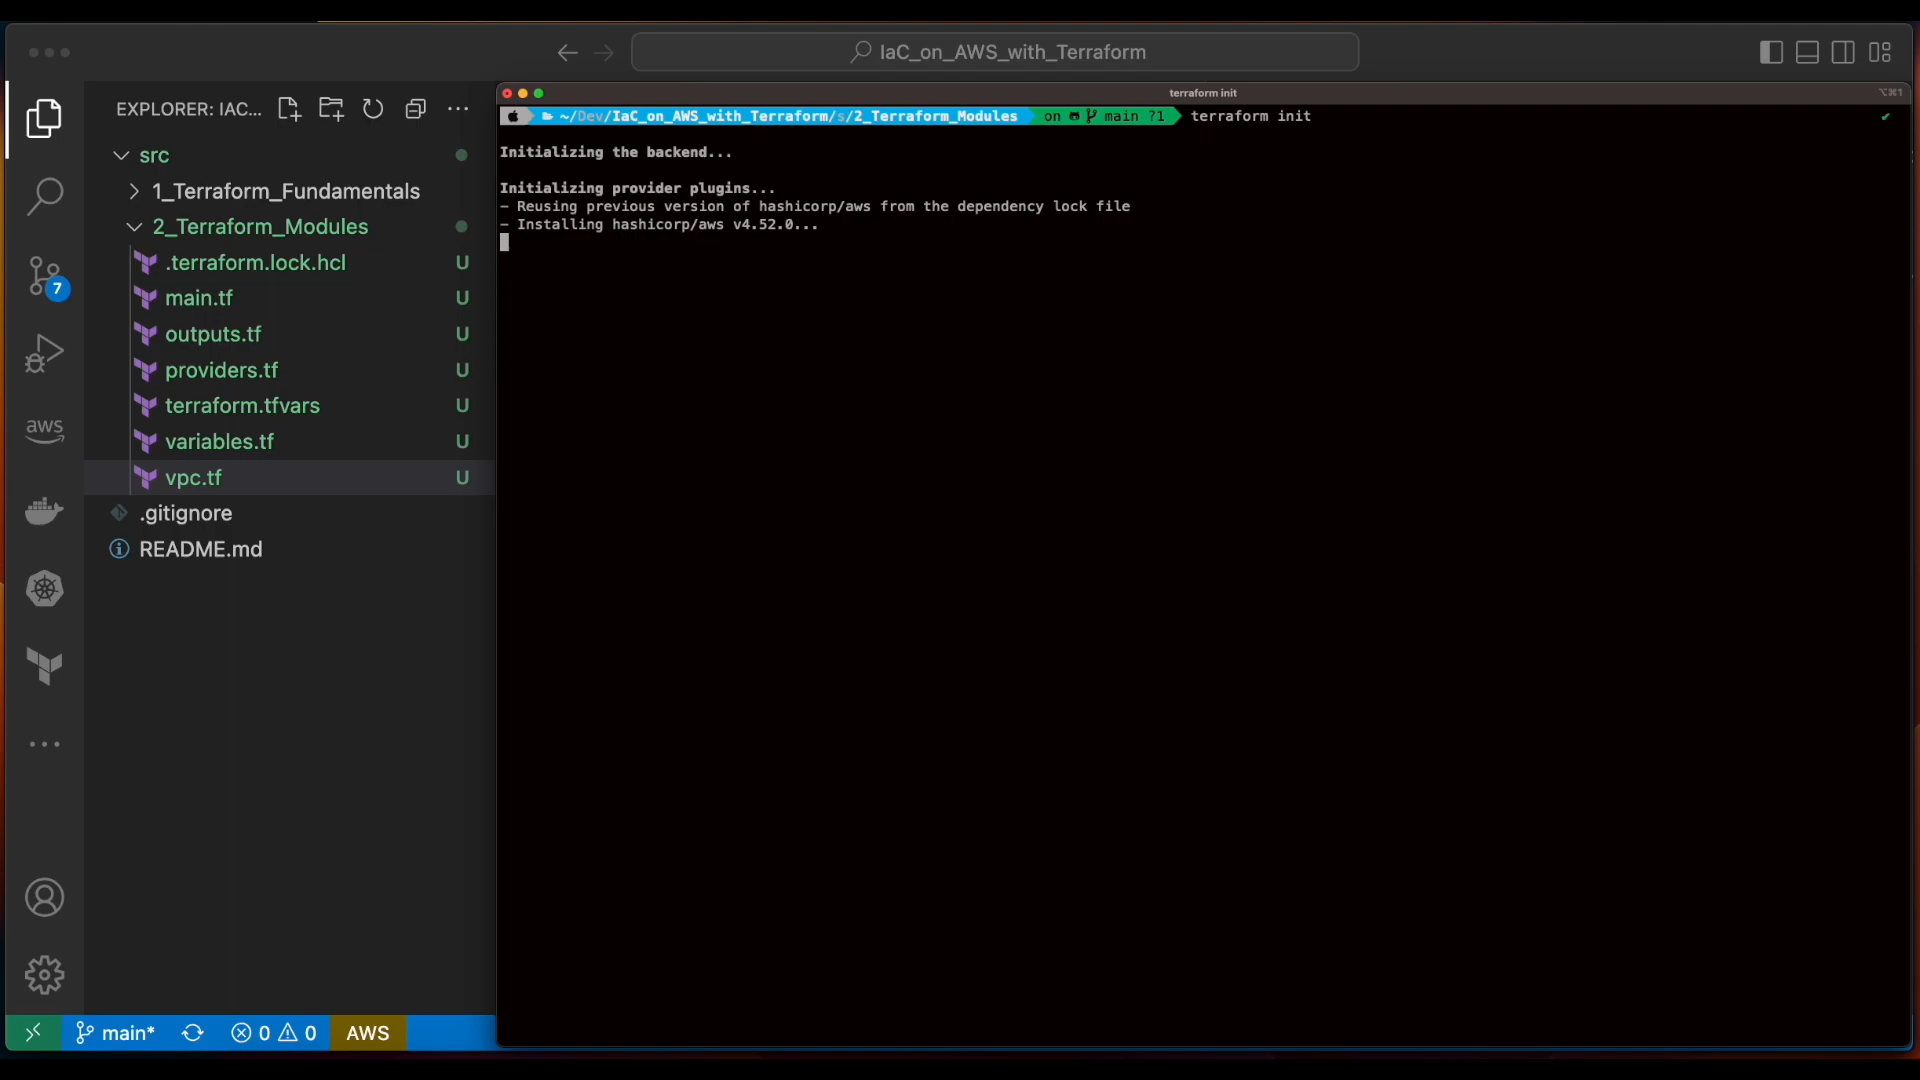 IaC_on_AWS_with_Terraform
EXPLORER: IAC...
src
1_Terraform_Fundamentals
2_Terraform_Modules
.terraform.lock.hcl U
main.tf U
outputs.tf U
providers.tf U
terraform.tfvars U
variables.tf U
vpc.tf U
.gitignore
README.md
7
aws
main*
0 0
AWS
terraform init
⌥⌘1
~/Dev/IaC_on_AWS_with_Terraform/s/2_Terraform_Modules on main ?1 terraform init ✔
Initializing the backend...
Initializing provider plugins...
- Reusing previous version of hashicorp/aws from the dependency lock file
- Installing hashicorp/aws v4.52.0...